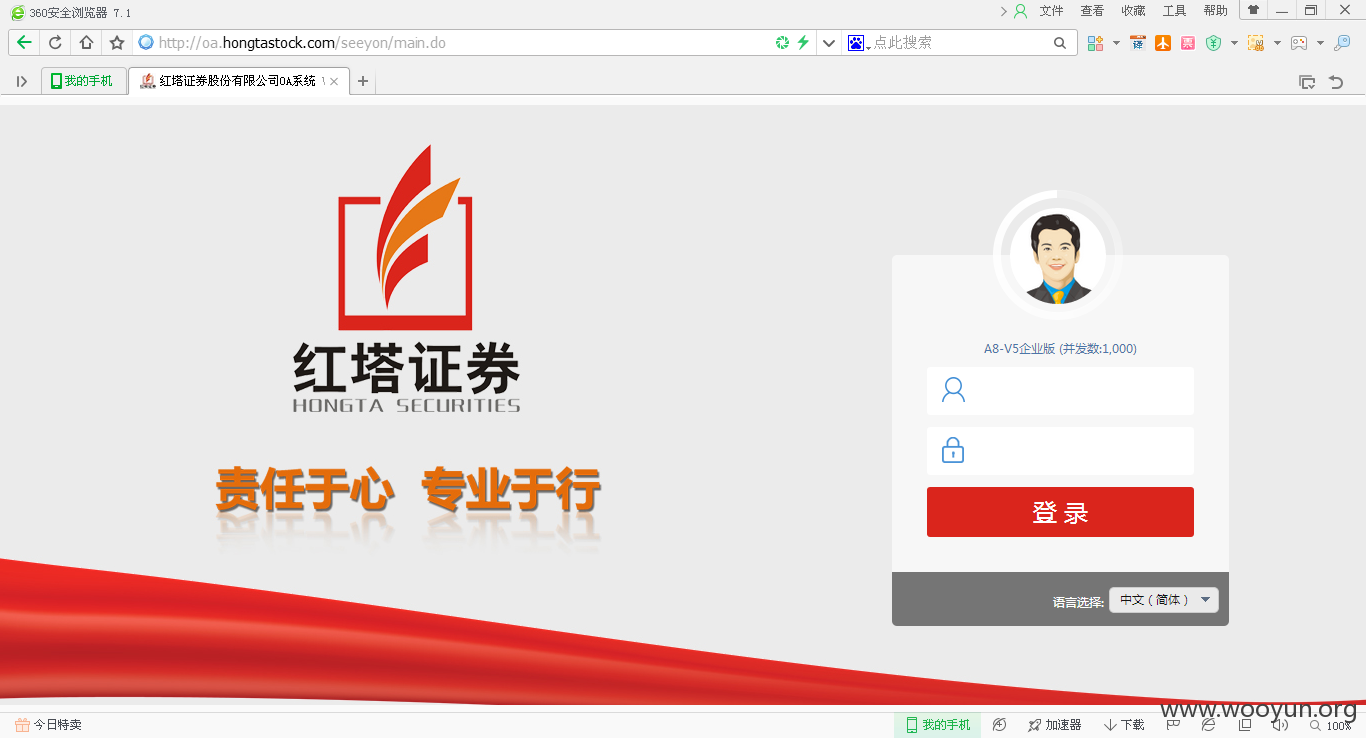 360安全浏览器 7.1
文件 查看 收藏 工具 帮助
http://oa.hongtastock.com/seeyon/main.do
点此搜索
译
票
我的手机
红塔证券股份有限公司OA系统
红塔证券
HONGTA SECURITIES
责任于心 专业于行
A8-V5企业版 (并发数:1,000)
登录
语言选择: 中文（简体）
www.wooyun.org
今日特卖
我的手机 加速器 下载 100%